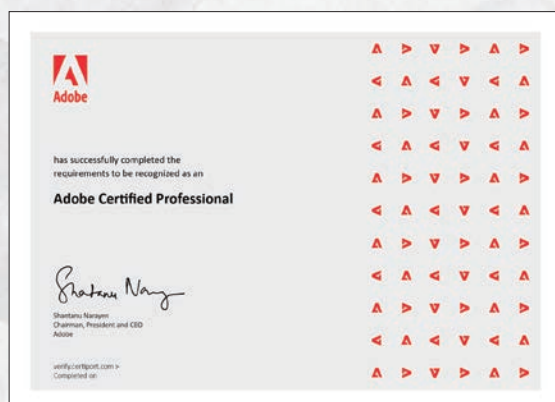 Adobe
has successfully completed the
requirements to be recognized as an
Adobe Certified Professional
Shantanu Narayen
Chairman, President and CEO
Adobe
verify.certiport.com >
Completed on